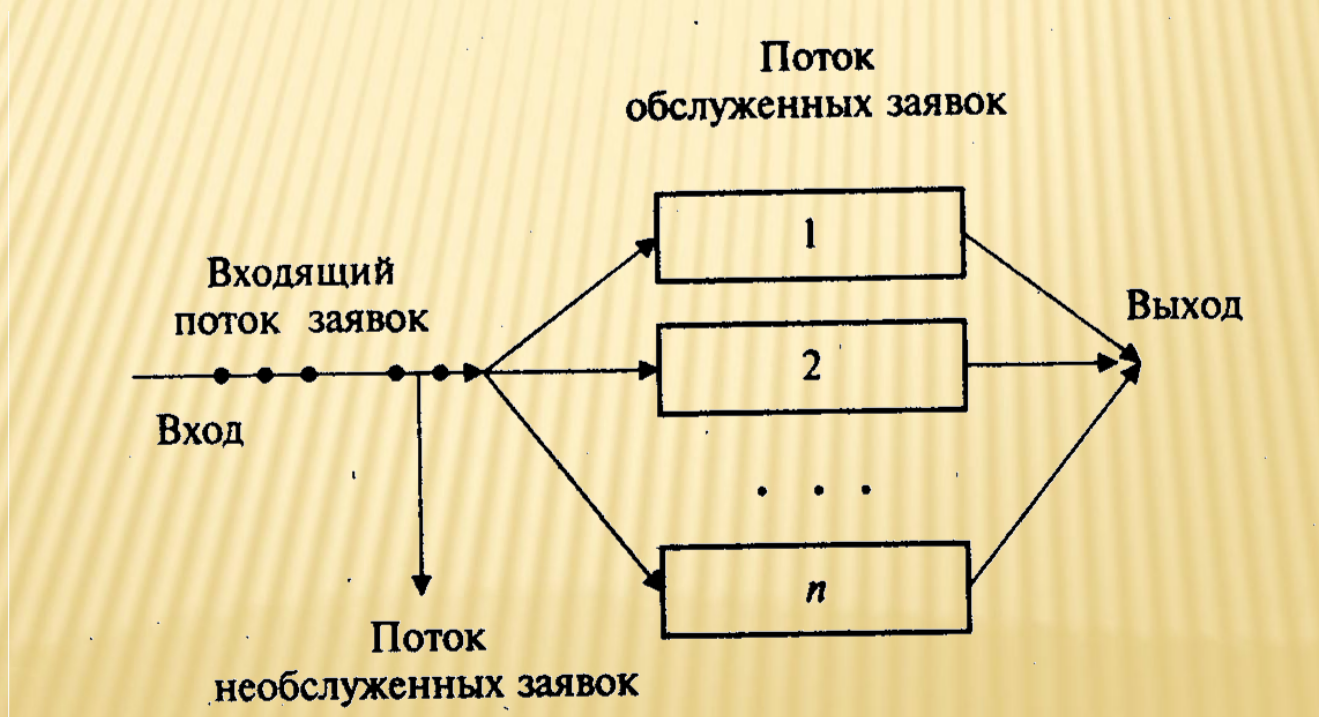 Поток
обслуженных заявок
1
Входящий
поток заявок
Выход
2
Вход
n
Поток
необслуженных заявок